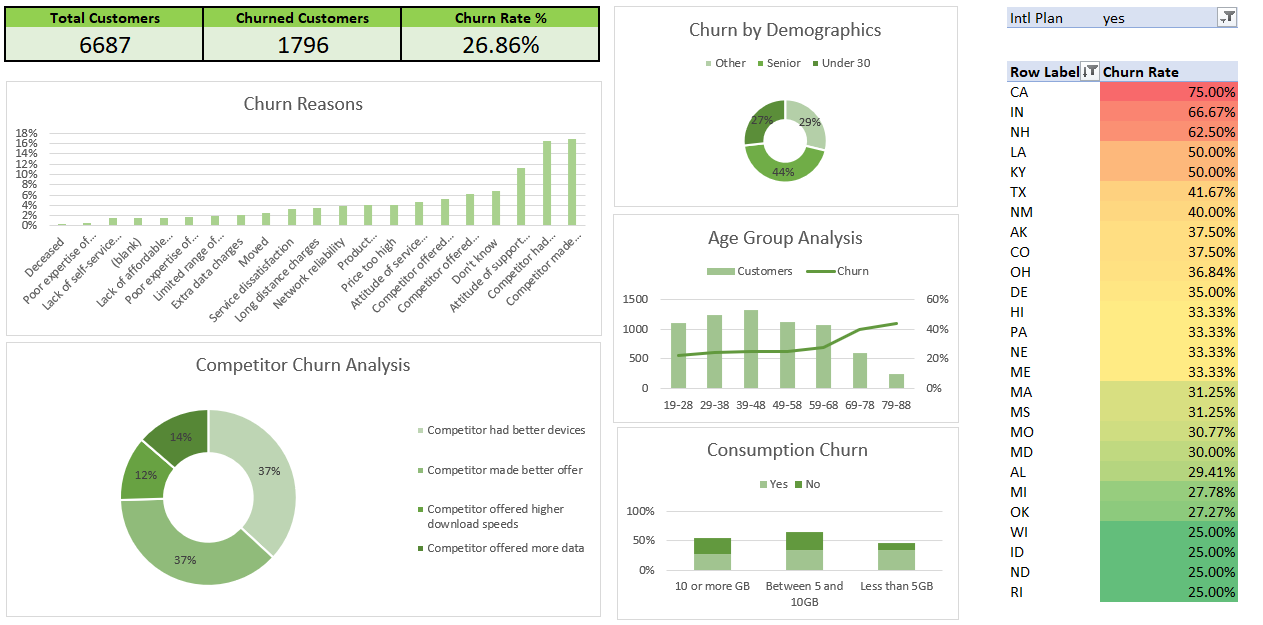 Total Customers
Churned Customers
Churn Rate %
6687
1796
26.86%
Churn Reasons
18%
16%
14%
12%
10%
8%
6%
4%
2%
0%
Deceased
Poor expertise of...
Lack of self-service...
(blank)
Lack of affordable...
Poor expertise of...
Limited range of...
Extra data charges
Moved
Service dissatisfaction
Long distance charges
Network reliability
Product...
Price too high
Attitude of service...
Competitor offered...
Competitor offered...
Don't know
Attitude of support...
Competitor had...
Competitor made...
Competitor Churn Analysis
14%
12%
37%
37%
Competitor had better devices
Competitor made better offer
Competitor offered higher
download speeds
Competitor offered more data
Churn by Demographics
Other Senior Under 30
27%
29%
44%
Age Group Analysis
Customers Churn
1500
1000
500
0
60%
40%
20%
0%
19-28 29-38 39-48 49-58 59-68 69-78 79-88
Consumption Churn
Yes No
100%
50%
0%
10 or more GB
Between 5 and
10GB
Less than 5GB
Intl Plan yes
Row Label Churn Rate
CA 75.00%
IN 66.67%
NH 62.50%
LA 50.00%
KY 50.00%
TX 41.67%
NM 40.00%
AK 37.50%
CO 37.50%
OH 36.84%
DE 35.00%
HI 33.33%
PA 33.33%
NE 33.33%
ME 33.33%
MA 31.25%
MS 31.25%
MO 30.77%
MD 30.00%
AL 29.41%
MI 27.78%
OK 27.27%
WI 25.00%
ID 25.00%
ND 25.00%
RI 25.00%